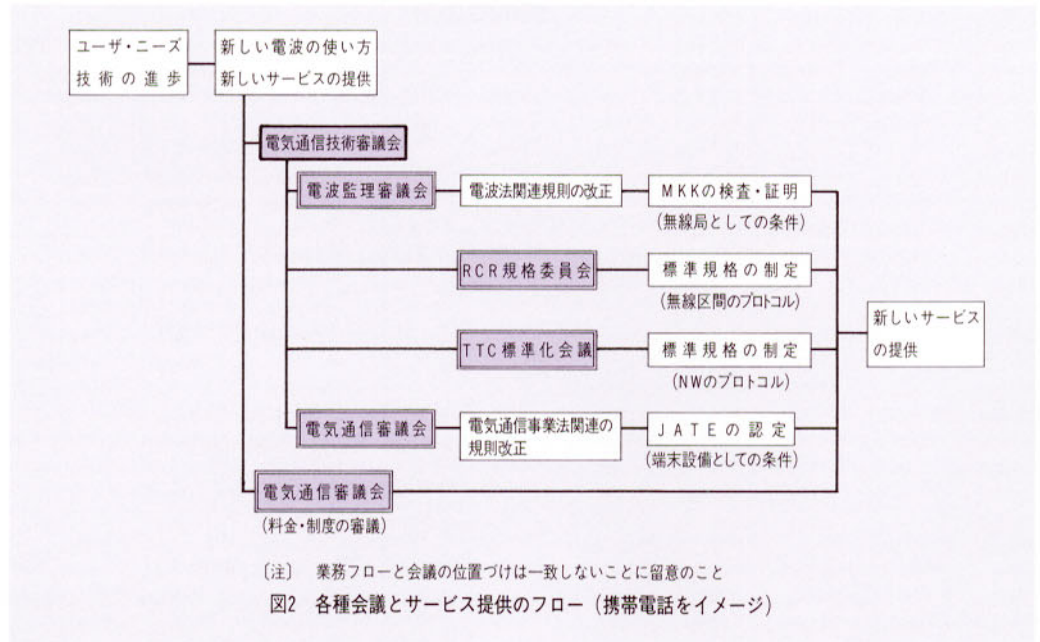 ユーザ・ニーズ
技術の進歩
新しい電波の使い方
新しいサービスの提供
電気通信技術審議会
電波監理審議会
電波法関連規則の改正
MKKの検査・証明
(無線局としての条件)
RCR規格委員会
標準規格の制定
(無線区間のプロトコル)
TTC標準化会議
標準規格の制定
(NWのプロトコル)
新しいサービス
の提供
電気通信審議会
電気通信事業法関連の
規則改正
JATEの認定
(端末設備としての条件)
電気通信審議会
(料金・制度の審議)
〔注〕 業務フローと会議の位置づけは一致しないことに留意のこと
図2 各種会議とサービス提供のフロー（携帯電話をイメージ）